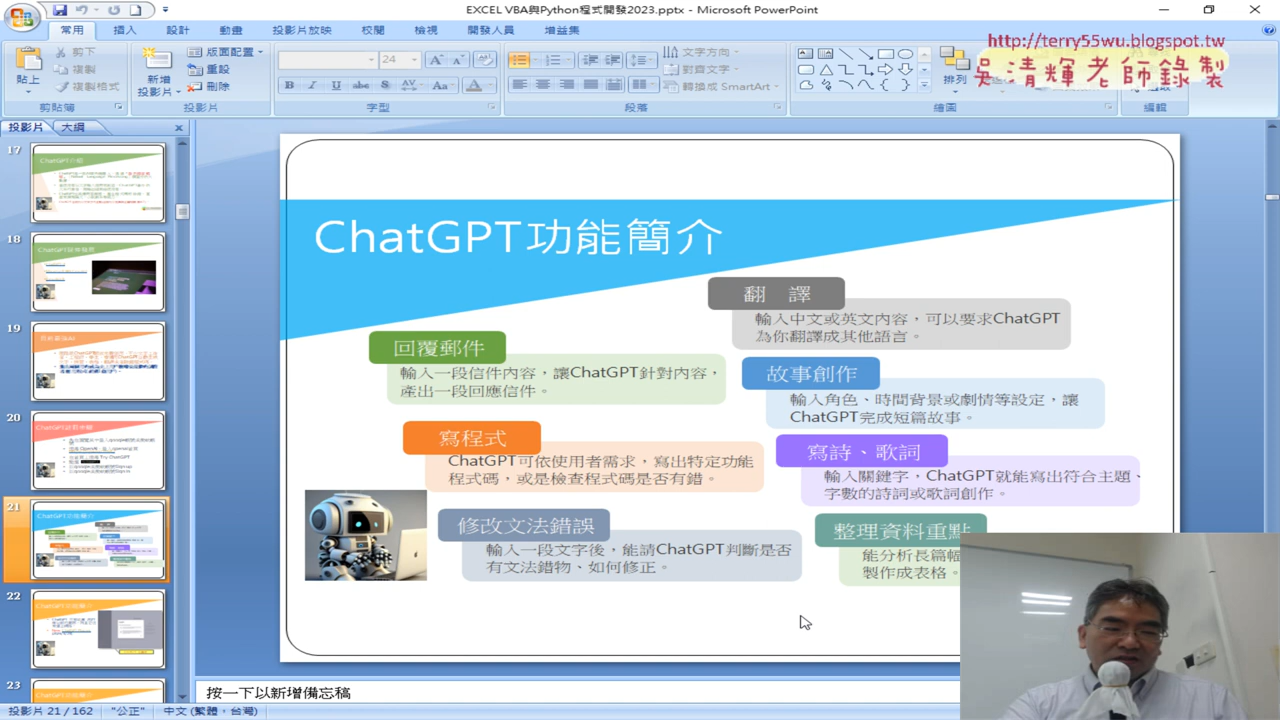 EXCEL VBA與Python程式開發2023.pptx - Microsoft PowerPoint
常用 插入 設計 動畫 投影片放映 校閱 檢視 開發人員 增益集
http://terry55wu.blogspot.tw
吳清輝老師錄製
貼上
剪下
複製
複製格式
新增
投影片
版面配置
重設
刪除
24
文字方向
對齊文字
轉換成 SmartArt
排列
剪貼簿 投影片 字型 段落 繪圖 編輯
投影片 大綱
17
18
19
20
21
22
23
ChatGPT功能簡介
翻 譯
輸入中文或英文內容，可以要求ChatGPT
為你翻譯成其他語言。
回覆郵件
輸入一段信件內容，讓ChatGPT針對內容，
產出一段回應信件。
故事創作
輸入角色、時間背景或劇情等設定，讓
ChatGPT完成短篇故事。
寫程式
ChatGPT可依使用者需求，寫出特定功能
程式碼，或是檢查程式碼是否有錯。
寫詩、歌詞
輸入關鍵字，ChatGPT就能寫出符合主題、
字數的詩詞或歌詞創作。
修改文法錯誤
輸入一段文字後，能請ChatGPT判斷是否
有文法錯物、如何修正。
整理資料重點
能分析長篇幅
製作成表格。
按一下以新增備忘稿
投影片 21 / 162 "公正" 中文 (繁體，台灣)